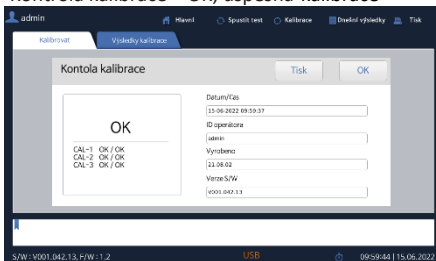 Kontrola kalibrace – OK, úspěšná kalibrace
admin
Hlavní
Spustit test
Kalibrace
Dnešní výsledky
Tisk
Kalibrovat
Výsledky kalibrace
Kontola kalibrace
Tisk
OK
OK
CAL-1 OK / OK
CAL-2 OK / OK
CAL-3 OK / OK
Datum/Čas
15-06-2022 09:59:37
ID operátora
admin
Vyrobeno
21.08.02
Verze S/W
V001.042.13
S/W : V001.042.13, F/W : 1.2
USB
09:59:44 | 15.06.2022